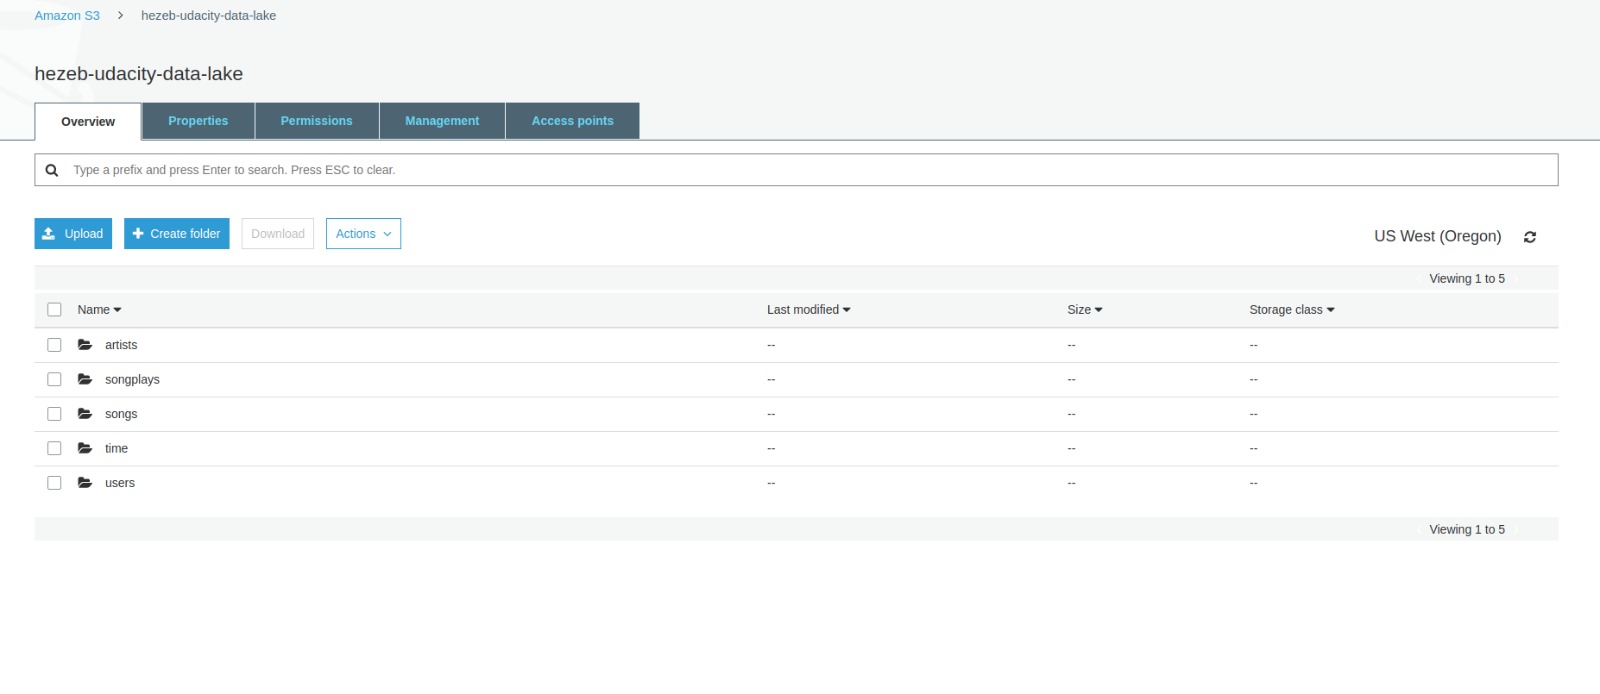 Amazon S3 > hezeb-udacity-data-lake
hezeb-udacity-data-lake
Overview Properties Permissions Management Access points
Type a prefix and press Enter to search. Press ESC to clear.
Upload Create folder Download Actions US West (Oregon)
Viewing 1 to 5
Name Last modified Size Storage class
artists -- -- --
songplays -- -- --
songs -- -- --
time -- -- --
users -- -- --
Viewing 1 to 5